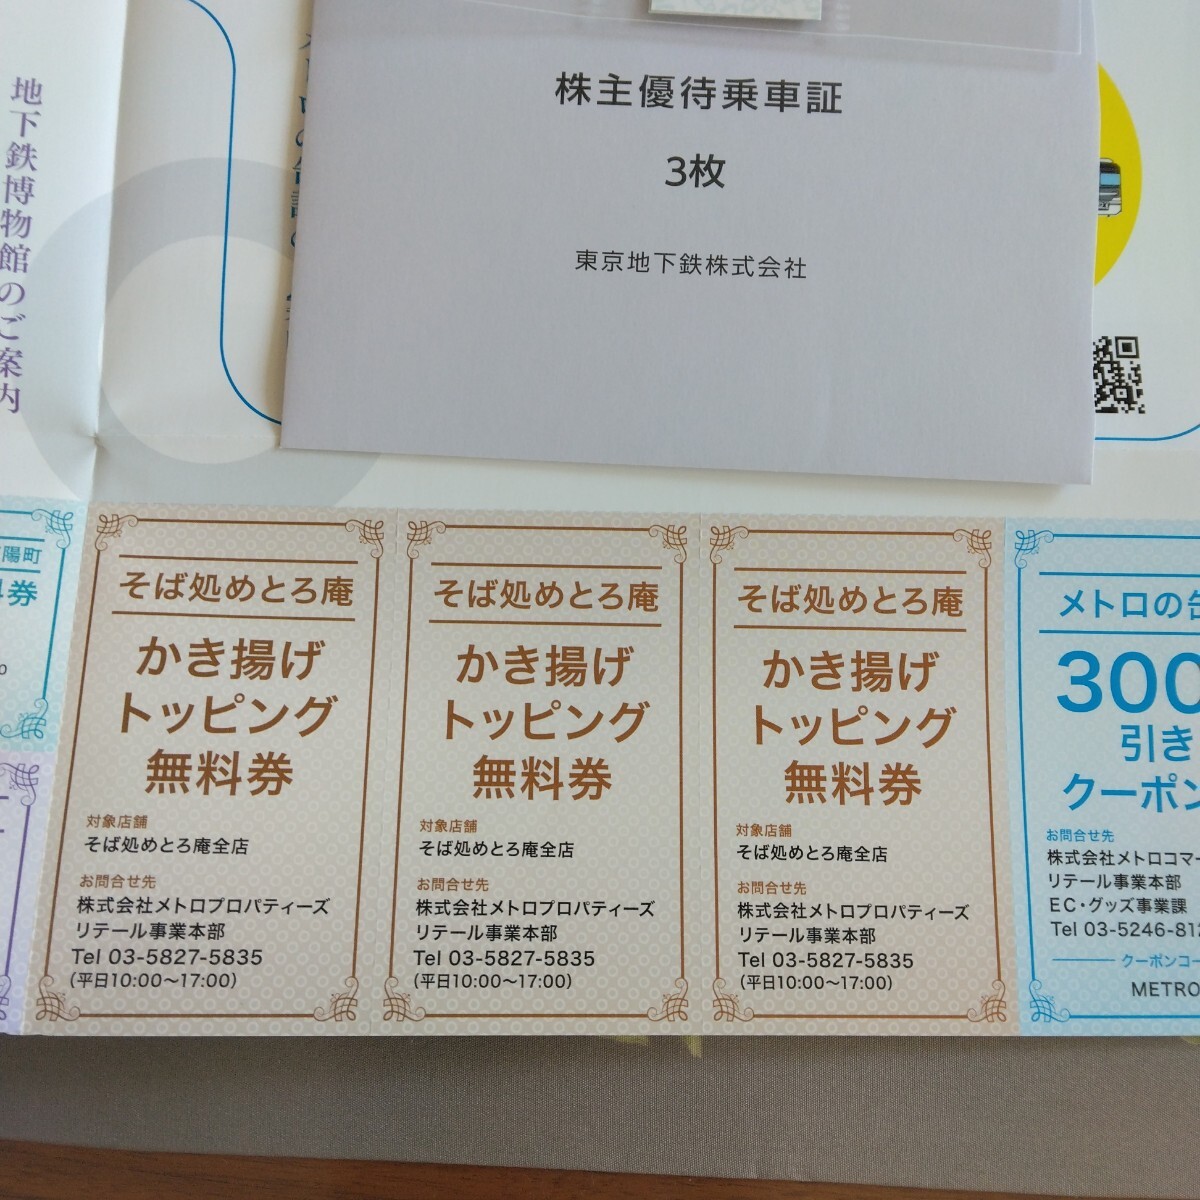 地下鉄博物館のご案内
株主優待乗車証
3枚
東京地下鉄株式会社
陽町
券
そば処めとろ庵
かき揚げ
トッピング
無料券
対象店舗
そば処めとろ庵全店
お問合せ先
株式会社メトロプロパティーズ
リテール事業本部
Tel 03-5827-5835
(平日10:00〜17:00)
そば処めとろ庵
かき揚げ
トッピング
無料券
対象店舗
そば処めとろ庵全店
お問合せ先
株式会社メトロプロパティーズ
リテール事業本部
Tel 03-5827-5835
(平日10:00〜17:00)
そば処めとろ庵
かき揚げ
トッピング
無料券
対象店舗
そば処めとろ庵全店
お問合せ先
株式会社メトロプロパティーズ
リテール事業本部
Tel 03-5827-5835
(平日10:00〜17:00)
メトロの缶
300
引き
クーポン
お問合せ先
株式会社メトロコマー
リテール事業本部
EC・グッズ事業課
Tel 03-5246-81
クーポンコー
METRO